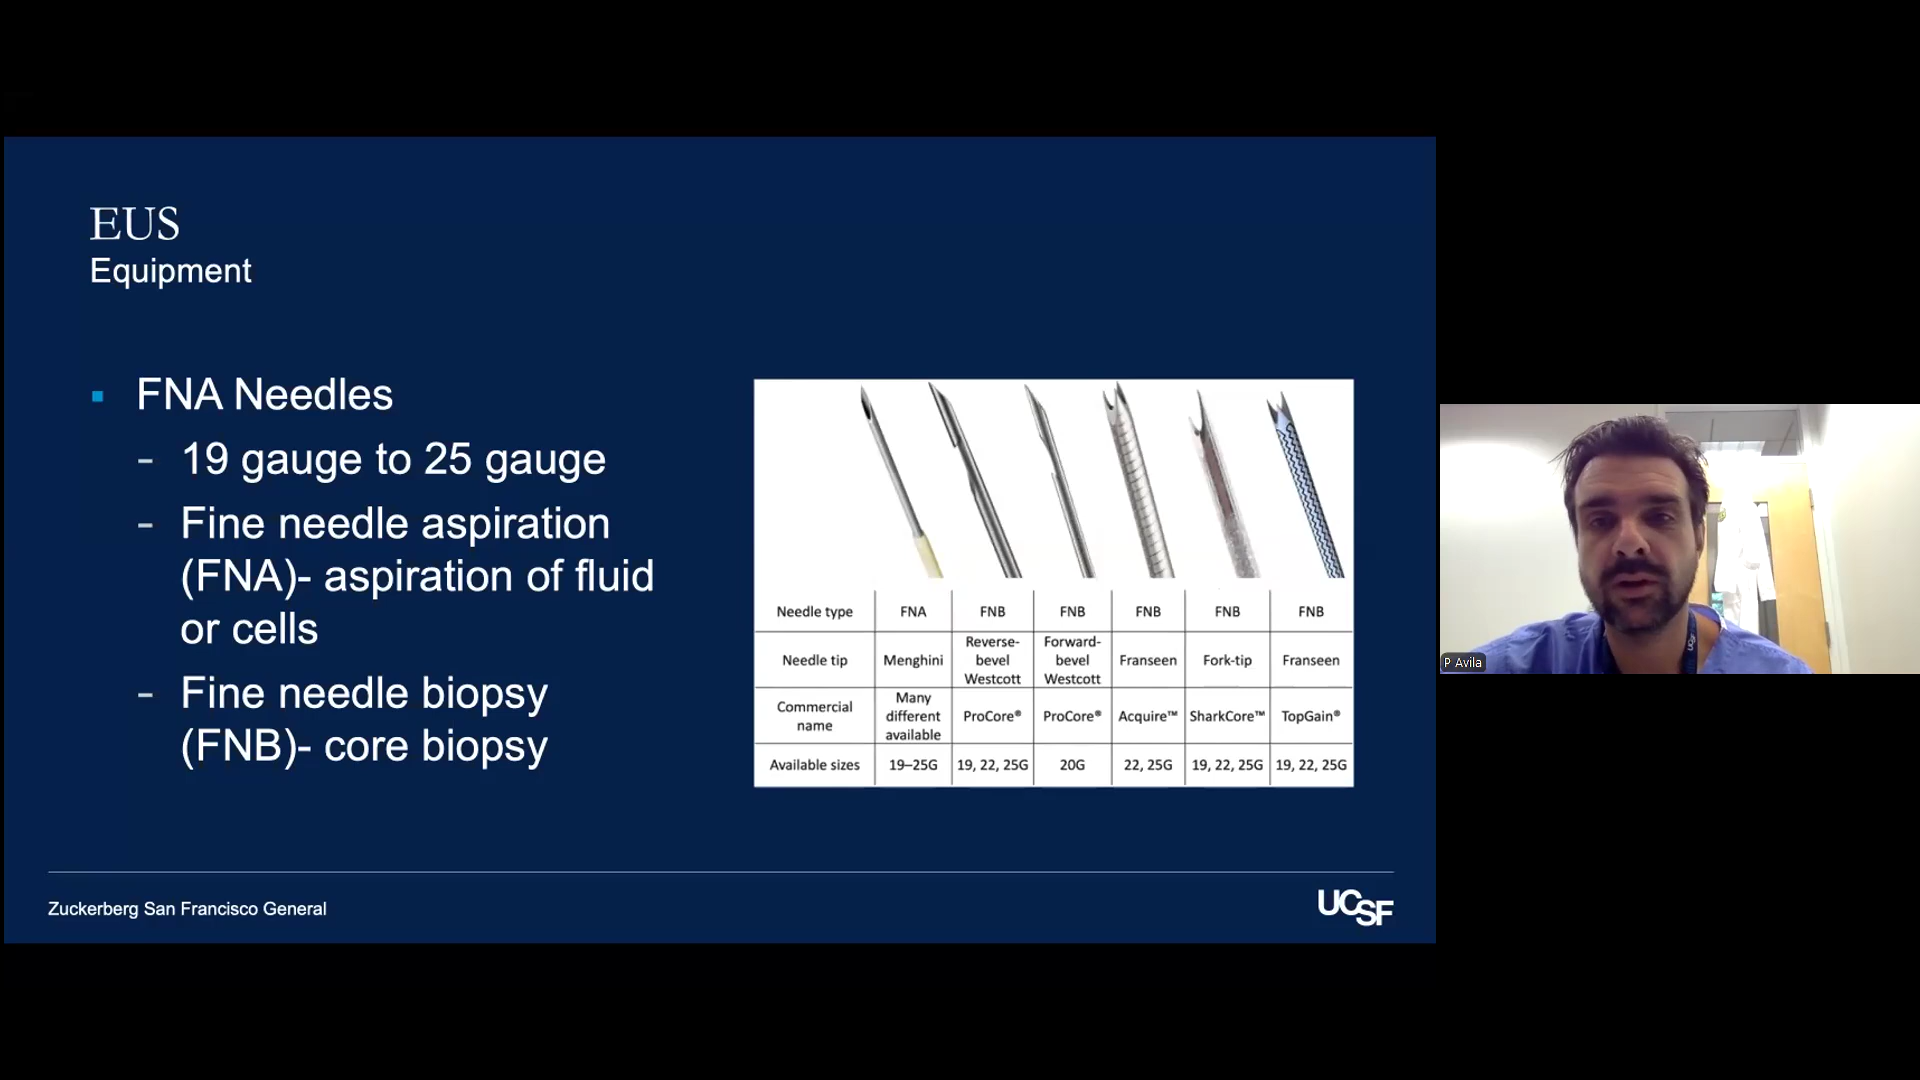 EUS
Equipment
▪ FNA Needles
- 19 gauge to 25 gauge
- Fine needle aspiration
(FNA)- aspiration of fluid
or cells
- Fine needle biopsy
(FNB)- core biopsy
Needle type FNA FNB FNB FNB FNB FNB
Needle tip Menghini Reverse-bevel Westcott Forward-bevel Westcott Franseen Fork-tip Franseen
Commercial name Many different available ProCore® ProCore® Acquire™ SharkCore™ TopGain®
Available sizes 19–25G 19, 22, 25G 20G 22, 25G 19, 22, 25G 19, 22, 25G
Zuckerberg San Francisco General
UCSF
P Avila
UCSF